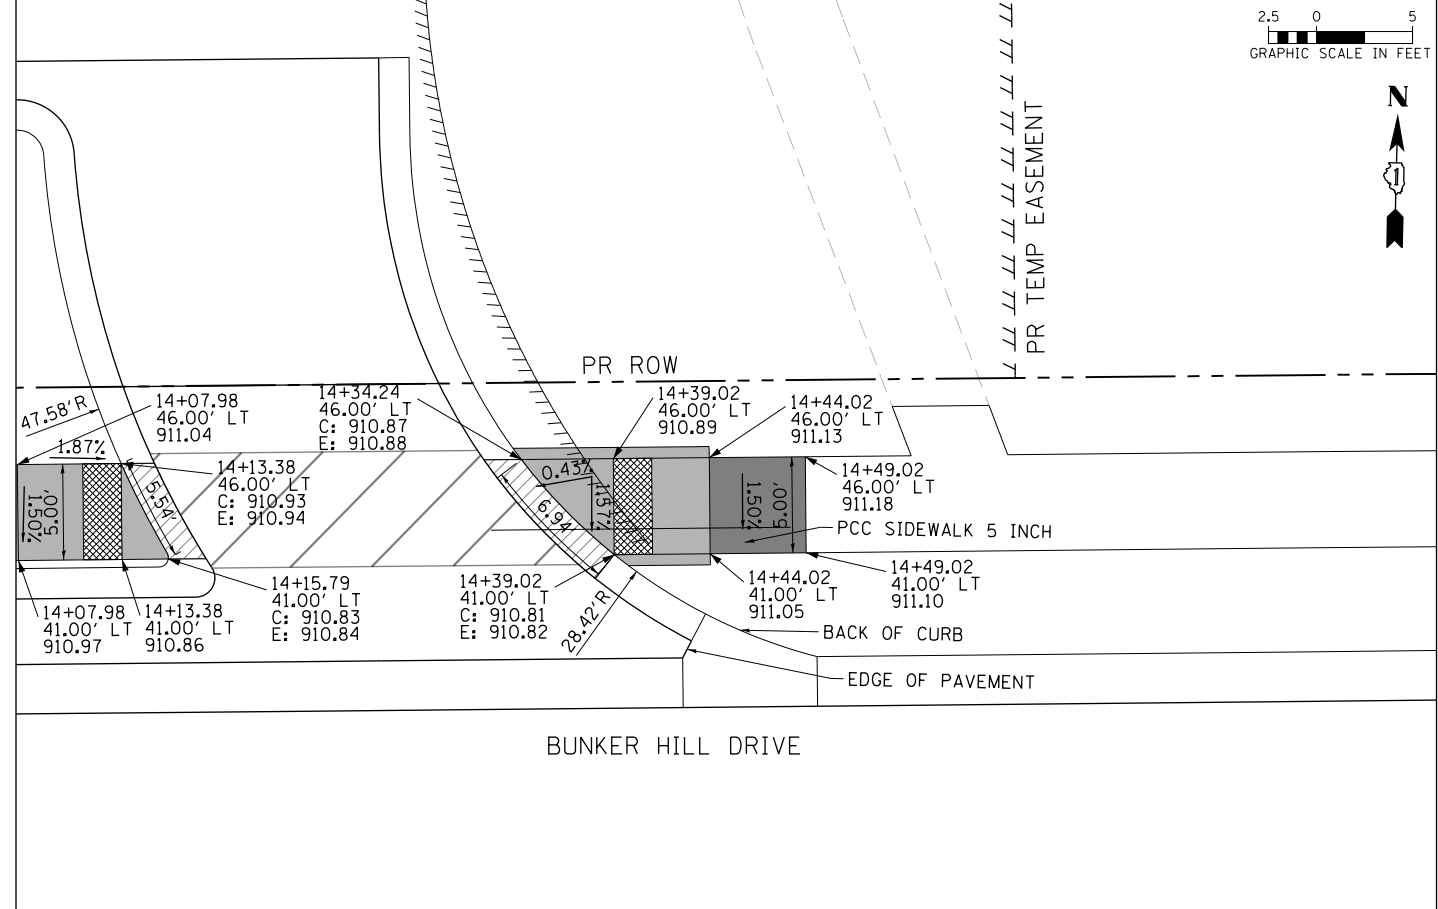 2.5 0 5
GRAPHIC SCALE IN FEET
N
1
PR TEMP EASEMENT
PR ROW
47.58'R
14+07.98
46.00' LT
911.04
1.87%
14+34.24
46.00' LT
C: 910.87
E: 910.88
14+39.02
46.00' LT
910.89
14+44.02
46.00' LT
911.13
14+13.38
46.00' LT
C: 910.93
E: 910.94
5.54'
1.50%
5.00'
0.43%
1.57%
6.94'
1.50%
5.00'
14+49.02
46.00' LT
911.18
PCC SIDEWALK 5 INCH
14+07.98
41.00' LT
910.97
14+13.38
41.00' LT
910.86
14+15.79
41.00' LT
C: 910.83
E: 910.84
14+39.02
41.00' LT
C: 910.81
E: 910.82
28.42'R
14+44.02
41.00' LT
911.05
14+49.02
41.00' LT
911.10
BACK OF CURB
EDGE OF PAVEMENT
BUNKER HILL DRIVE